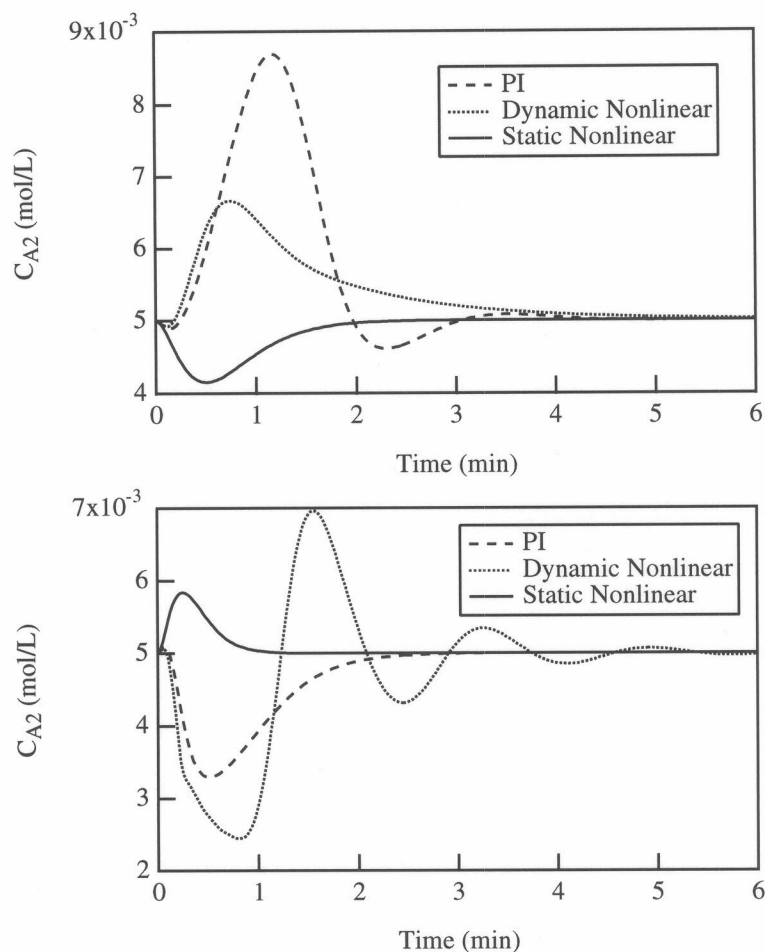 9x10⁻³
8
7
6
5
4
C_A2 (mol/L)
PI
Dynamic Nonlinear
Static Nonlinear
0 1 2 3 4 5 6
Time (min)
7x10⁻³
6
5
4
3
2
C_A2 (mol/L)
PI
Dynamic Nonlinear
Static Nonlinear
0 1 2 3 4 5 6
Time (min)